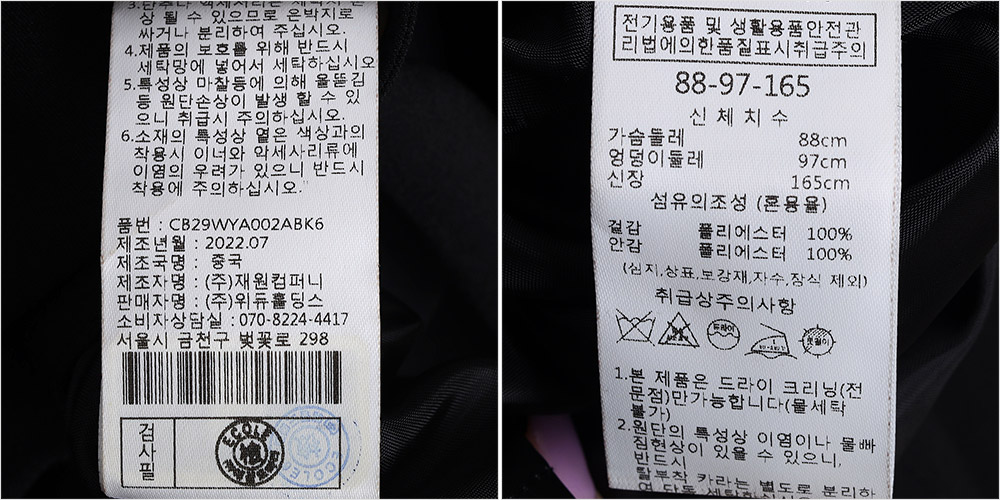 상 될 수 있으므로 은박지로
싸거나 분리하여 주십시오.
4.제품의 보호를 위해 반드시
세탁망에 넣어서 세탁하십시오
5.특성상 마찰등에 의해 올뜯김
등 원단손상이 발생 할 수 있
으니 취급시 주의하십시오.
6.소재의 특성상 옅은 색상과의
착용시 이너와 악세사리류에
이염의 우려가 있으니 반드시
착용에 주의하십시오."
품번 : CB29WYA002ABK6
제조년월 : 2022.07
제조국명 : 중국
제조자명 : (주)재원컴퍼니
판매자명 : (주)위듀홀딩스
소비자상담실 : 070-8224-4417
서울시 금천구 벚꽃로 298
검사필
ECOLE
전기용품 및 생활용품안전관
리법에의한품질표시취급주의
88-97-165
신체치수
가슴둘레 88cm
엉덩이둘레 97cm
신장 165cm
섬유의조성 (혼용율)
겉감 폴리에스터 100%
안감 폴리에스터 100%
(심지,상표,보강재,자수,장식 제외)
취급상주의사항
드라이
1.본 제품은 드라이 크리닝(전
문점)만가능합니다(물세탁
불가)
2.원단의 특성상 이염이나 물빠
짐현상이 있을 수 있으니,
반드시
탈부착 카라는 별도로 분리하